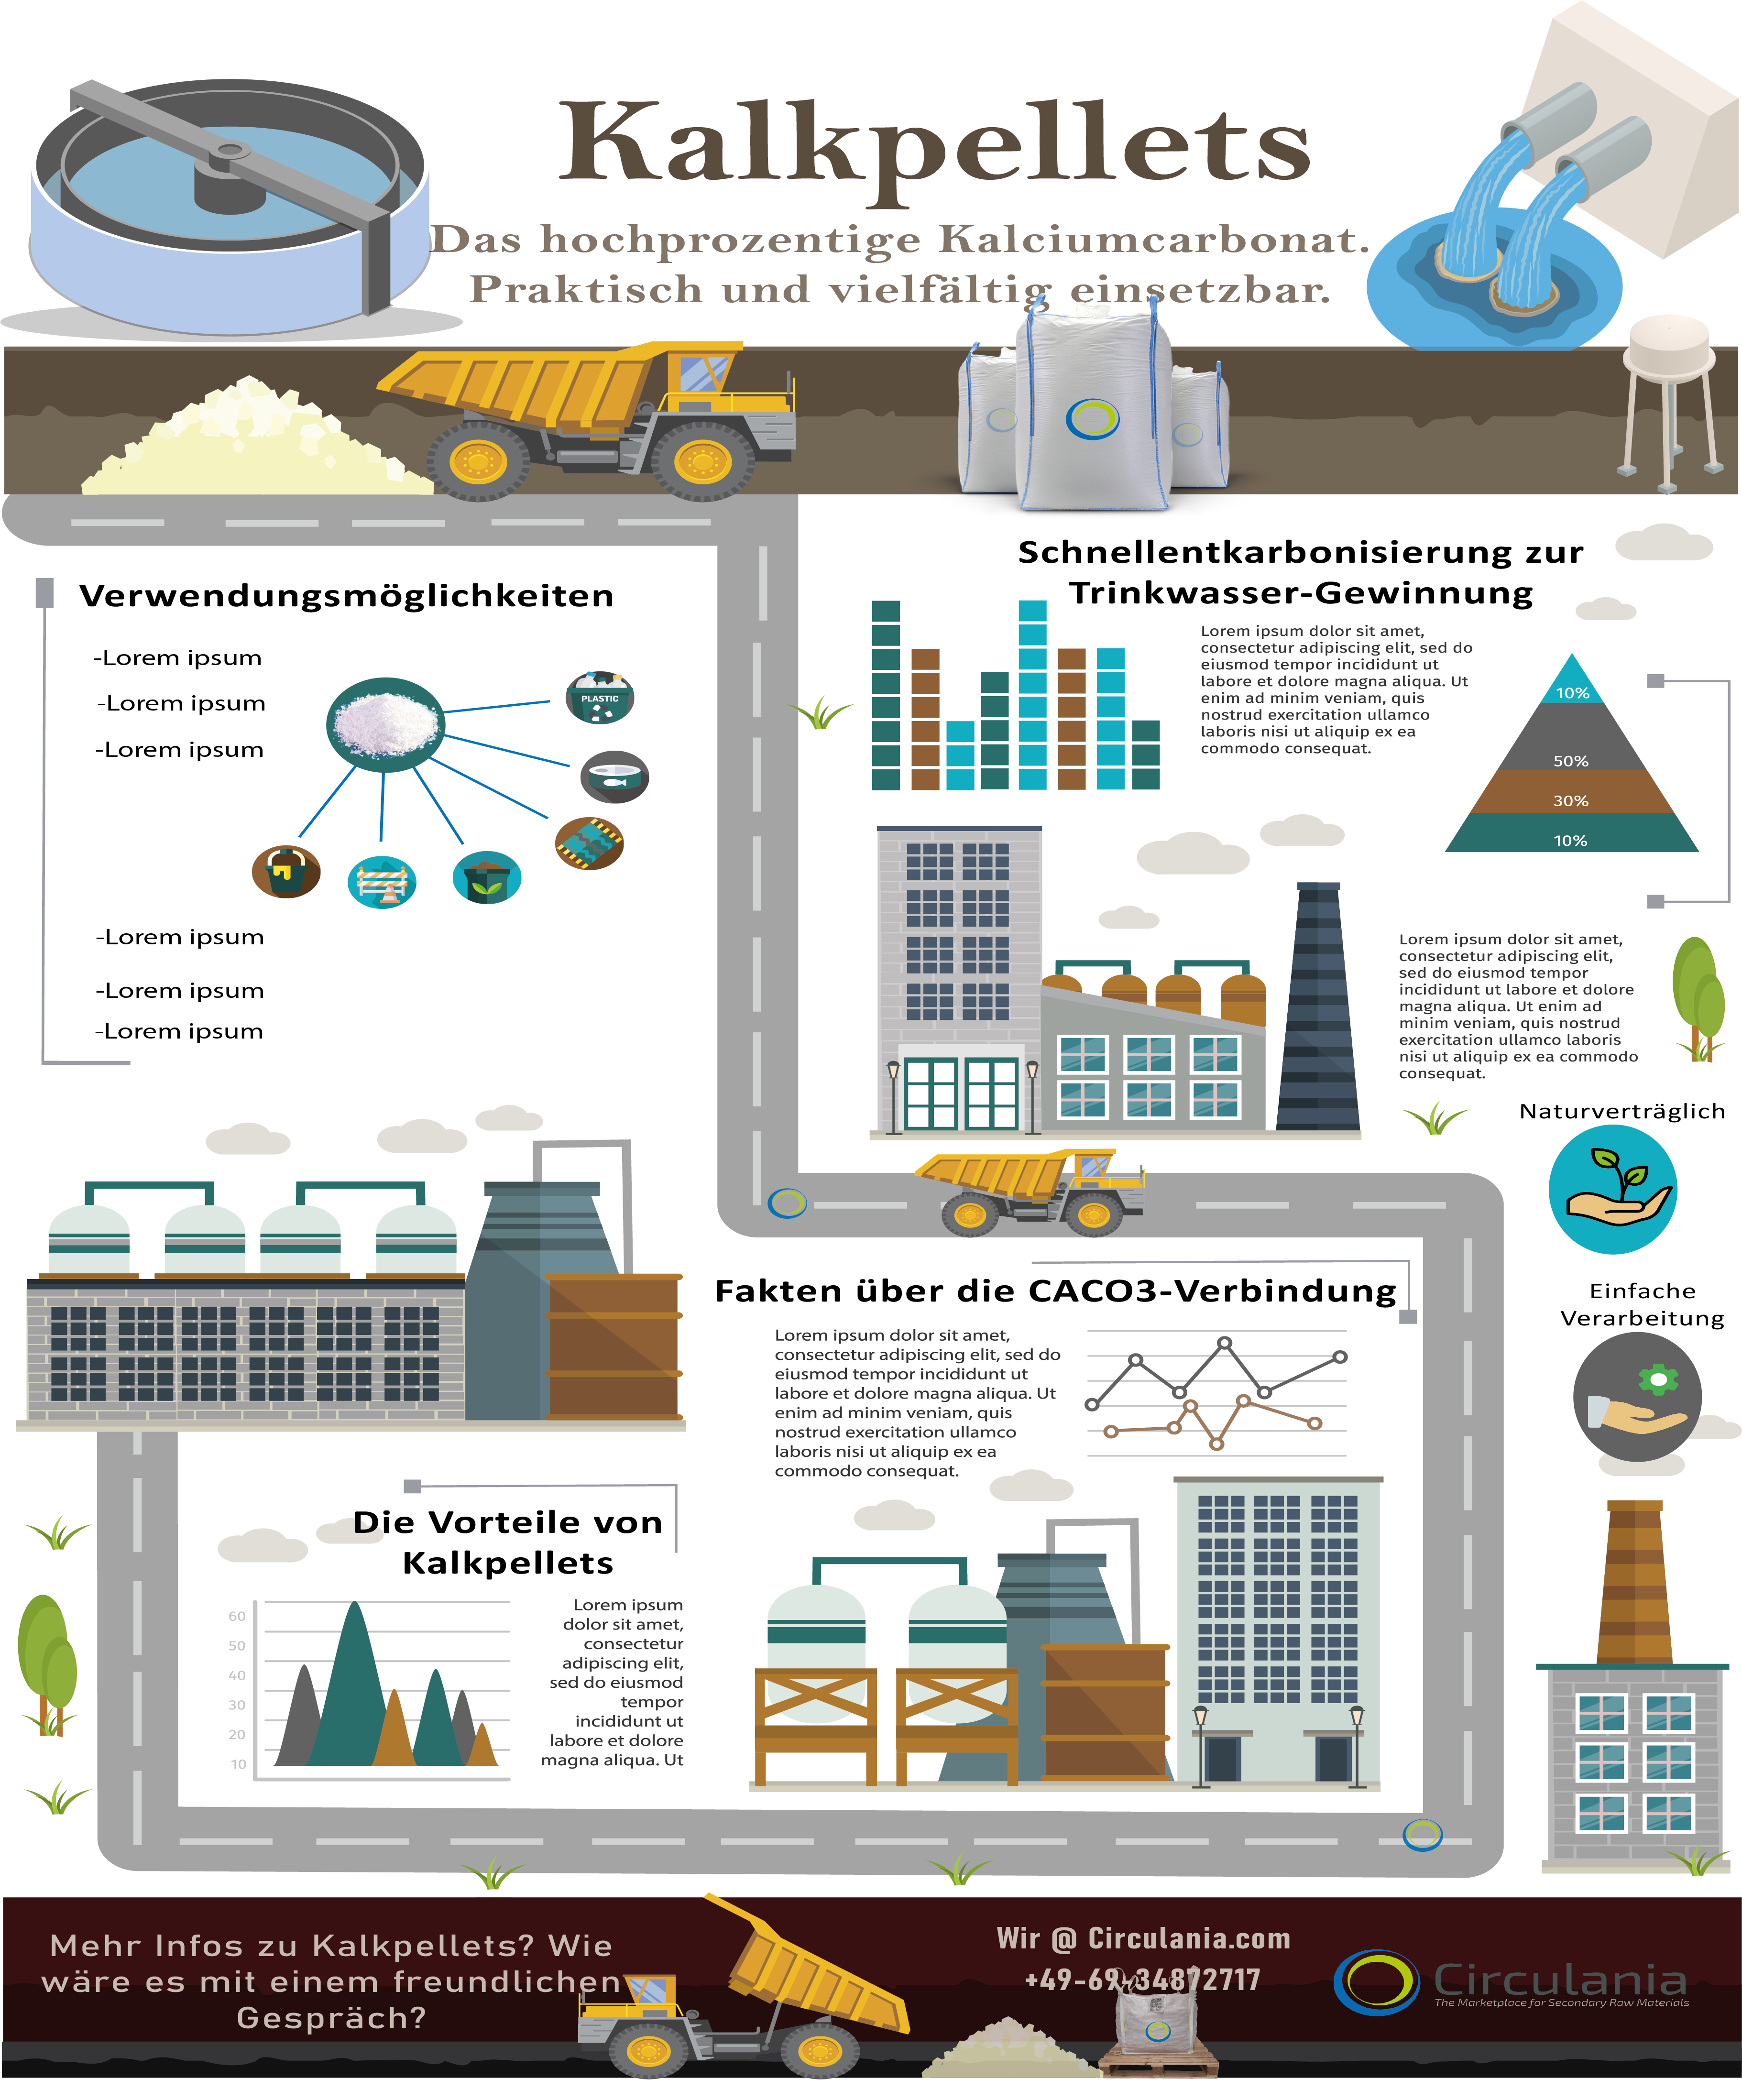 Kalkpellets
Das hochprozentige Kalciumcarbonat.
Praktisch und vielfältig einsetzbar.
Verwendungsmöglichkeiten
-Lorem ipsum
-Lorem ipsum
-Lorem ipsum
PLASTIC
-Lorem ipsum
-Lorem ipsum
-Lorem ipsum
Schnellentkarbonisierung zur
Trinkwasser-Gewinnung
Lorem ipsum dolor sit amet,
consectetur adipiscing elit, sed do
eiusmod tempor incididunt ut
labore et dolore magna aliqua. Ut
enim ad minim veniam, quis
nostrud exercitation ullamco
laboris nisi ut aliquip ex ea
commodo consequat.
10%
50%
30%
10%
Lorem ipsum dolor sit amet,
consectetur adipiscing elit,
sed do eiusmod tempor
incididunt ut labore et dolore
magna aliqua. Ut enim ad
minim veniam, quis nostrud
exercitation ullamco laboris
nisi ut aliquip ex ea commodo
consequat.
Naturverträglich
Einfache
Verarbeitung
Fakten über die CACO3-Verbindung
Lorem ipsum dolor sit amet,
consectetur adipiscing elit, sed do
eiusmod tempor incididunt ut
labore et dolore magna aliqua. Ut
enim ad minim veniam, quis
nostrud exercitation ullamco
laboris nisi ut aliquip ex ea
commodo consequat.
Die Vorteile von
Kalkpellets
60
50
40
30
20
10
Lorem ipsum
dolor sit amet,
consectetur
adipiscing elit,
sed do eiusmod
tempor
incididunt ut
labore et dolore
magna aliqua. Ut
Mehr Infos zu Kalkpellets? Wie
wäre es mit einem freundlichen
Gespräch?
Wir @ Circulania.com
+49-69-34872717
Circulania
The Marketplace for Secondary Raw Materials